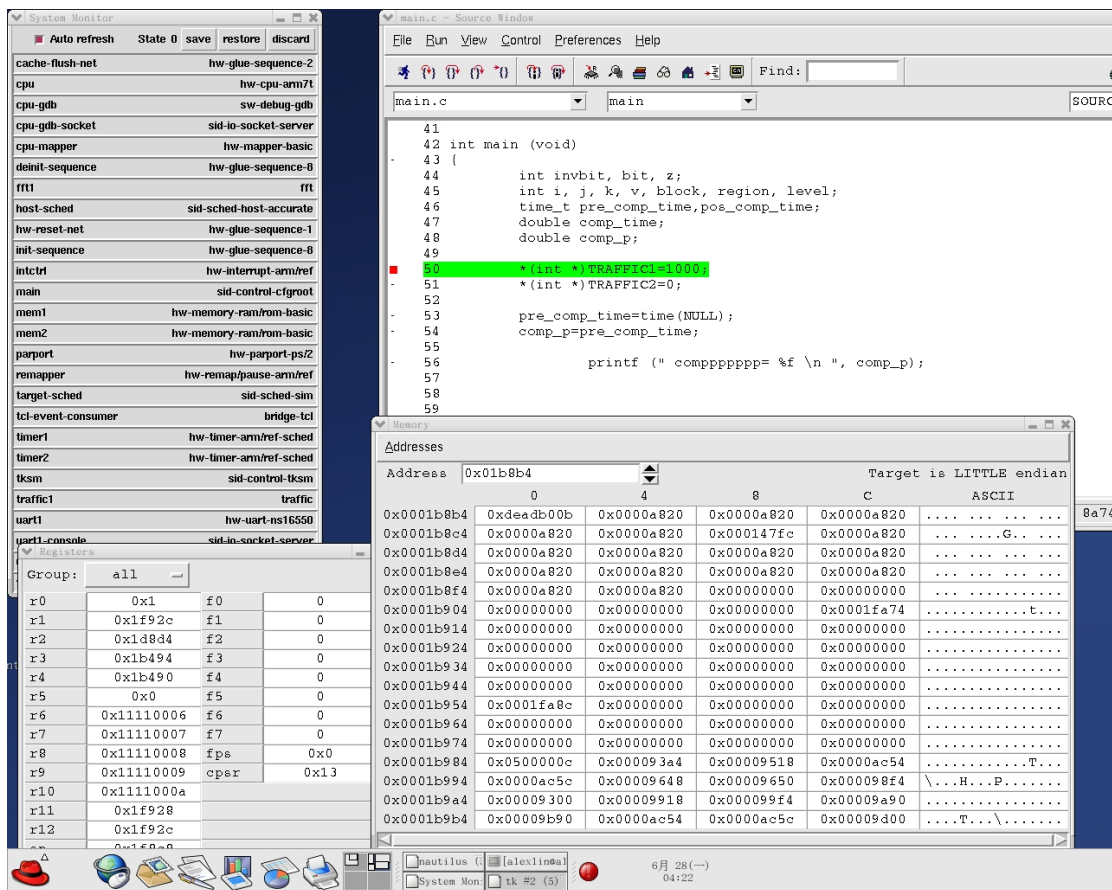 System Monitor
Auto refresh State 0 save restore discard
cache-flush-net hw-glue-sequence-2
cpu hw-cpu-arm7t
cpu-gdb sw-debug-gdb
cpu-gdb-socket sid-io-socket-server
cpu-mapper hw-mapper-basic
deinit-sequence hw-glue-sequence-8
fft1 fft
host-sched sid-sched-host-accurate
hw-reset-net hw-glue-sequence-1
init-sequence hw-glue-sequence-8
intctrl hw-interrupt-arm/ref
main sid-control-cfgroot
mem1 hw-memory-ram/rom-basic
mem2 hw-memory-ram/rom-basic
parport hw-parport-ps/2
remapper hw-remap/pause-arm/ref
target-sched sid-sched-sim
tcl-event-consumer bridge-tcl
timer1 hw-timer-arm/ref-sched
timer2 hw-timer-arm/ref-sched
tksm sid-control-tksm
traffic1 traffic
uart1 hw-uart-ns16550
uart1-console sid-io-socket-server
main.c - Source Window
File Run View Control Preferences Help
Find:
main.c main SOURC
41
42 int main (void)
- 43 {
44 int invbit, bit, z;
45 int i, j, k, v, block, region, level;
46 time_t pre_comp_time,pos_comp_time;
47 double comp_time;
48 double comp_p;
49
50 *(int *)TRAFFIC1=1000;
- 51 *(int *)TRAFFIC2=0;
52
- 53 pre_comp_time=time(NULL);
- 54 comp_p=pre_comp_time;
55
- 56 printf (" comppppppp= %f \n ", comp_p);
57
58
59
8a74
Memory
Addresses
Address 0x01b8b4 Target is LITTLE endian
0 4 8 C ASCII
0x0001b8b4 0xdeadb00b 0x0000a820 0x0000a820 0x0000a820 .... ... ... ...
0x0001b8c4 0x0000a820 0x0000a820 0x000147fc 0x0000a820 ... ....G.. ...
0x0001b8d4 0x0000a820 0x0000a820 0x0000a820 0x0000a820 ... ... ... ...
0x0001b8e4 0x0000a820 0x0000a820 0x0000a820 0x0000a820 ... ... ... ...
0x0001b8f4 0x0000a820 0x0000a820 0x00000000 0x00000000 ................
0x0001b904 0x00000000 0x00000000 0x00000000 0x0001fa74 ............t...
0x0001b914 0x00000000 0x00000000 0x00000000 0x00000000 ................
0x0001b924 0x00000000 0x00000000 0x00000000 0x00000000 ................
0x0001b934 0x00000000 0x00000000 0x00000000 0x00000000 ................
0x0001b944 0x00000000 0x00000000 0x00000000 0x00000000 ................
0x0001b954 0x0001fa8c 0x00000000 0x00000000 0x00000000 ................
0x0001b964 0x00000000 0x00000000 0x00000000 0x00000000 ................
0x0001b974 0x00000000 0x00000000 0x00000000 0x00000000 ................
0x0001b984 0x0500000c 0x000093a4 0x00009518 0x0000ac54 ............T...
0x0001b994 0x0000ac5c 0x00009648 0x00009650 0x000098f4 \...H...P.......
0x0001b9a4 0x00009300 0x00009918 0x000099f4 0x00009a90 ................
0x0001b9b4 0x00009b90 0x0000ac54 0x0000ac5c 0x00009d00 ....T...\.......
Registers
Group: all
r0 0x1 f0 0
r1 0x1f92c f1 0
r2 0x1d8d4 f2 0
r3 0x1b494 f3 0
r4 0x1b490 f4 0
r5 0x0 f5 0
r6 0x11110006 f6 0
r7 0x11110007 f7 0
r8 0x11110008 fps 0x0
r9 0x11110009 cpsr 0x13
r10 0x1111000a
r11 0x1f928
r12 0x1f92c
nautilus ( [alexlin@al
System Mon: tk #2 (5)
6月 28(一)
04:22